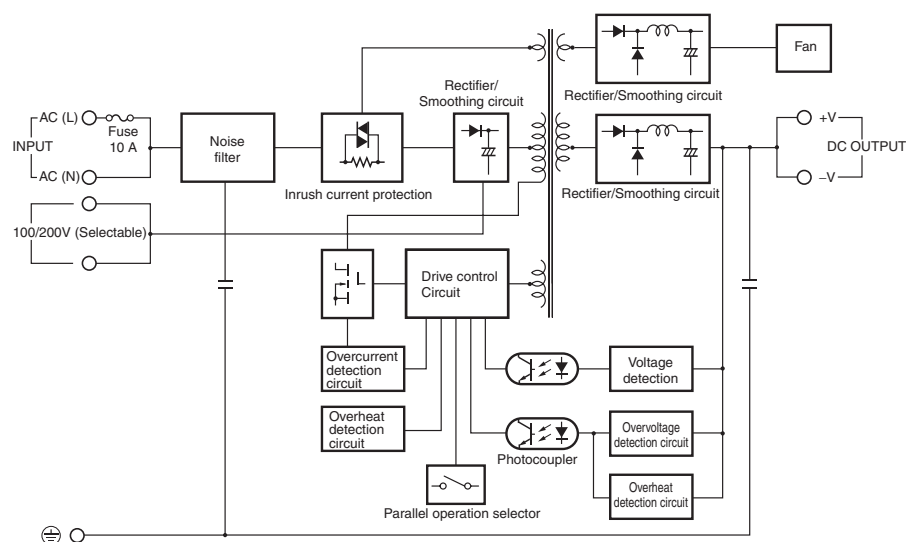 Fan
Rectifier/Smoothing circuit
Rectifier/
Smoothing circuit
AC (L)
Fuse
10 A
INPUT
AC (N)
Noise
filter
Inrush current protection
Rectifier/Smoothing circuit
+V
DC OUTPUT
–V
100/200V (Selectable)
Drive control
Circuit
Overcurrent
detection
circuit
Voltage
detection
Overheat
detection
circuit
Photocoupler
Overvoltage
detection circuit
Overheat
detection circuit
Parallel operation selector